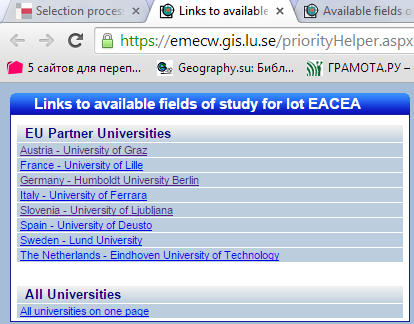 Selection process
Links to available fields
Available fields o
https://emecw.gis.lu.se/priorityHelper.aspx
5 сайтов для переп...
Geography.su: Библ...
ГРАМОТА.РУ –
Links to available fields of study for lot EACEA
EU Partner Universities
Austria - University of Graz
France - University of Lille
Germany - Humboldt University Berlin
Italy - University of Ferrara
Slovenia - University of Ljubljana
Spain - University of Deusto
Sweden - Lund University
The Netherlands - Eindhoven University of Technology
All Universities
All universities on one page